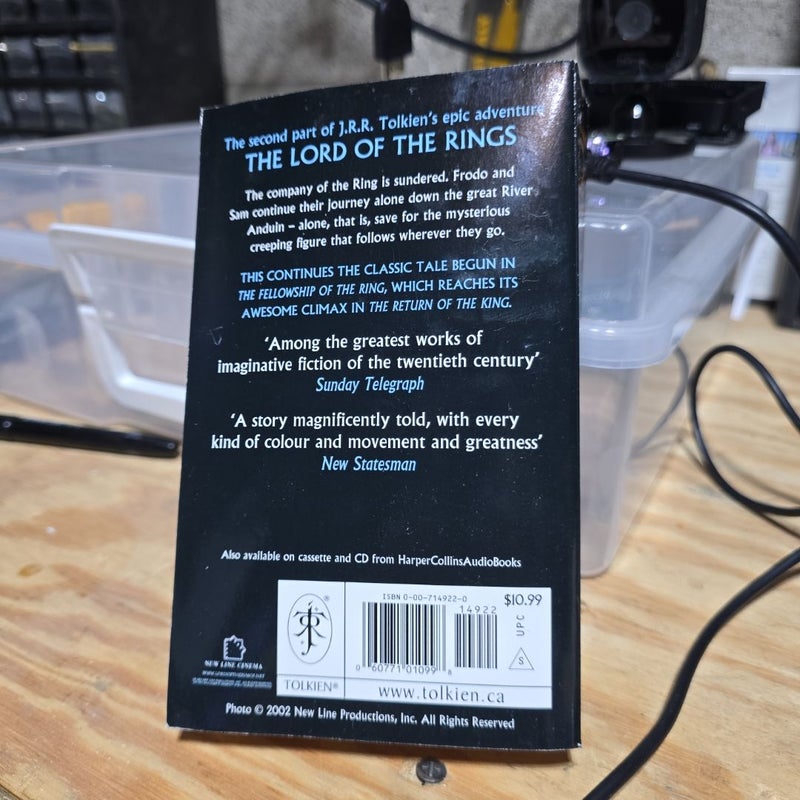 The second part of J.R.R. Tolkien's epic adventure
THE LORD OF THE RINGS
The company of the Ring is sundered. Frodo and
Sam continue their journey alone down the great River
Anduin – alone, that is, save for the mysterious
creeping figure that follows wherever they go.
THIS CONTINUES THE CLASSIC TALE BEGUN IN
THE FELLOWSHIP OF THE RING, WHICH REACHES ITS
AWESOME CLIMAX IN THE RETURN OF THE KING.
'Among the greatest works of
imaginative fiction of the twentieth century'
Sunday Telegraph
'A story magnificently told, with every
kind of colour and movement and greatness'
New Statesman
Also available on cassette and CD from HarperCollinsAudioBooks
ISBN 0-00-714922-0
$10.99
14922
UPC
S
0 60771 01099 8
TOLKIEN®
www.tolkien.ca
NEW LINE CINEMA
Photo © 2002 New Line Productions, Inc. All Rights Reserved